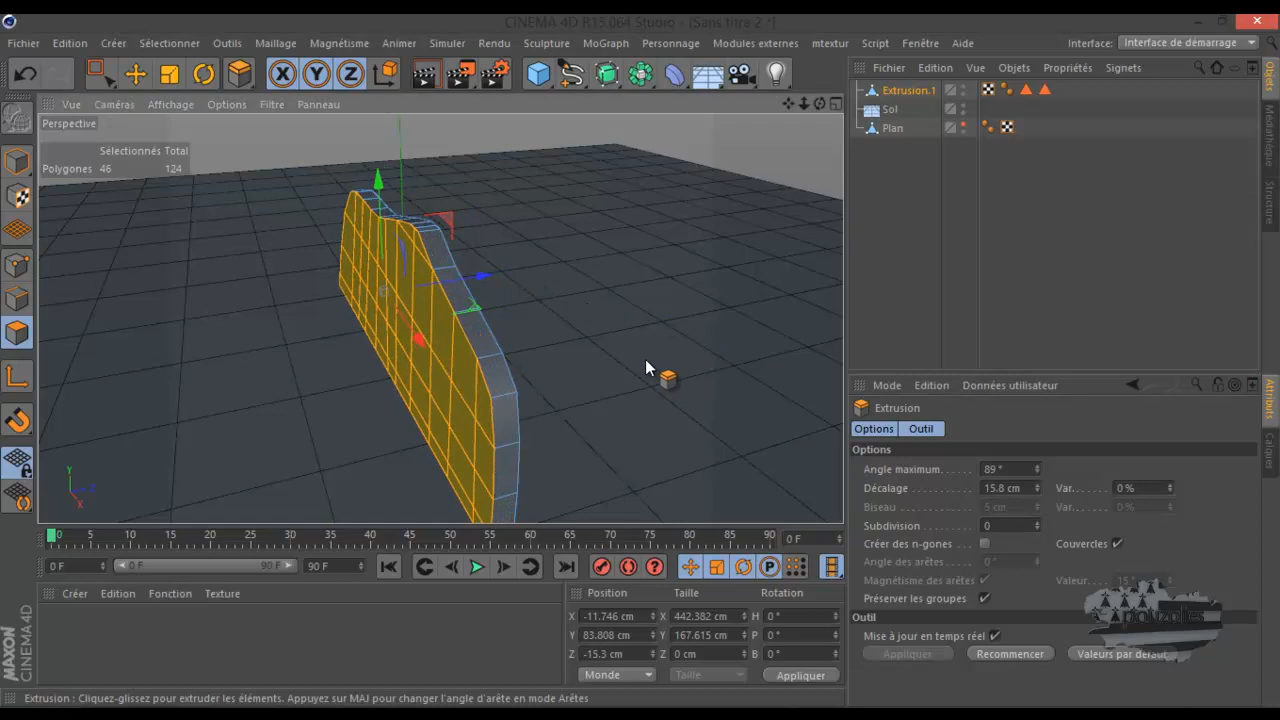 CINEMA 4D R15.064 Studio - [Sans titre 2 *]
Fichier Edition Créer Sélectionner Outils Maillage Magnétisme Animer Simuler Rendu Sculpture MoGraph Personnage Modules externes mtextur Script Fenêtre Aide Interface: Interface de démarrage
X Y Z
Fichier Edition Vue Objets Propriétés Signets
Extrusion.1
Sol
Plan
Objets
Médiathèque
Structure
Vue Caméras Affichage Options Filtre Panneau
Perspective
Sélectionnés Total
Polygones 46 124
Y
Z
X
Mode Edition Données utilisateur
Extrusion
Options Outil
Options
Angle maximum...... 89 °
Décalage.......... 15.8 cm Var..... 0 %
Biseau............ 5 cm Var..... 0 %
Subdivision ....... 0
Créer des n-gones Couvercles
Angle des arêtes... 0 °
Magnétisme des arêtes Valeur... 15 °
Préserver les groupes
Outil
Mise à jour en temps réel
Appliquer Recommencer Valeurs par défaut
Attributs
Calques
0 5 10 15 20 25 30 35 40 45 50 55 60 65 70 75 80 85 90 0 F
0 F 0 F 90 F 90 F
P
Créer Edition Fonction Texture
Position Taille Rotation
X -11.746 cm X 442.382 cm H 0 °
Y 83.808 cm Y 167.615 cm P 0 °
Z -15.3 cm Z 0 cm B 0 °
Monde Taille Appliquer
MAXON
CINEMA 4D
Extrusion : Cliquez-glissez pour extruder les éléments. Appuyez sur MAJ pour changer l'angle d'arête en mode Arêtes